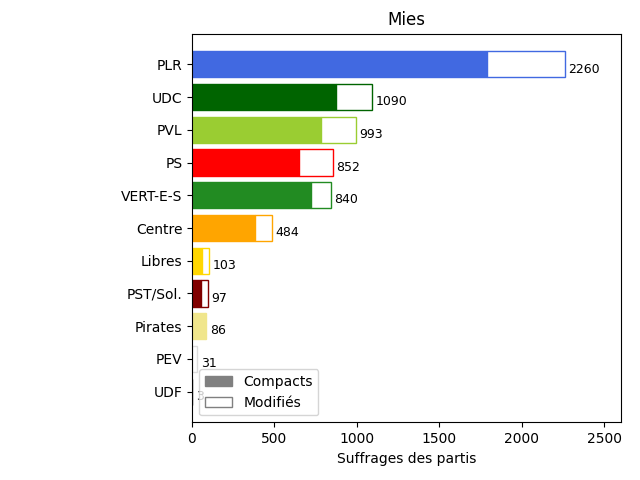 Mies
PLR 2260
UDC 1090
PVL 993
PS 852
VERT-E-S 840
Centre 484
Libres 103
PST/Sol. 97
Pirates 86
PEV 31
UDF
Compacts
Modifiés
0 500 1000 1500 2000 2500
Suffrages des partis